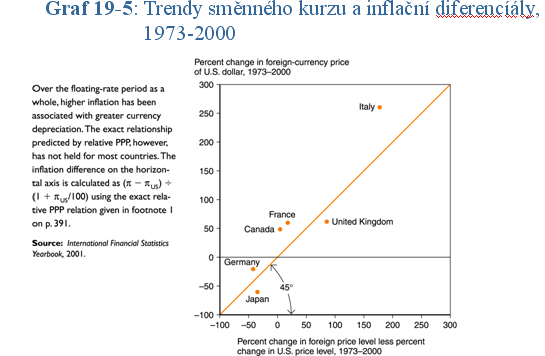 Graf 19-5: Trendy směnného kurzu a inflační diferenciály,
1973-2000
Percent change in foreign-currency price
of U.S. dollar, 1973–2000
Over the floating-rate period as a
whole, higher inflation has been
associated with greater currency
depreciation. The exact relationship
predicted by relative PPP, however,
has not held for most countries. The
inflation difference on the horizon-
tal axis is calculated as (π − πUS) ÷
(1 + πUS/100) using the exact rela-
tive PPP relation given in footnote 1
on p. 391.
Source: International Financial Statistics
Yearbook, 2001.
300
250
200
150
100
50
0
−50
−100
Italy
France
Canada
United Kingdom
Germany
Japan
45°
−100 −50 0 50 100 150 200 250 300
Percent change in foreign price level less percent
change in U.S. price level, 1973–2000